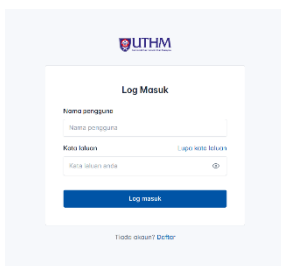 UTHM
Log Masuk
Nama pengguna
Nama pengguna
Kata laluan Lupa kata laluan
Kata laluan anda
Log masuk
Tiada akaun? Daftar